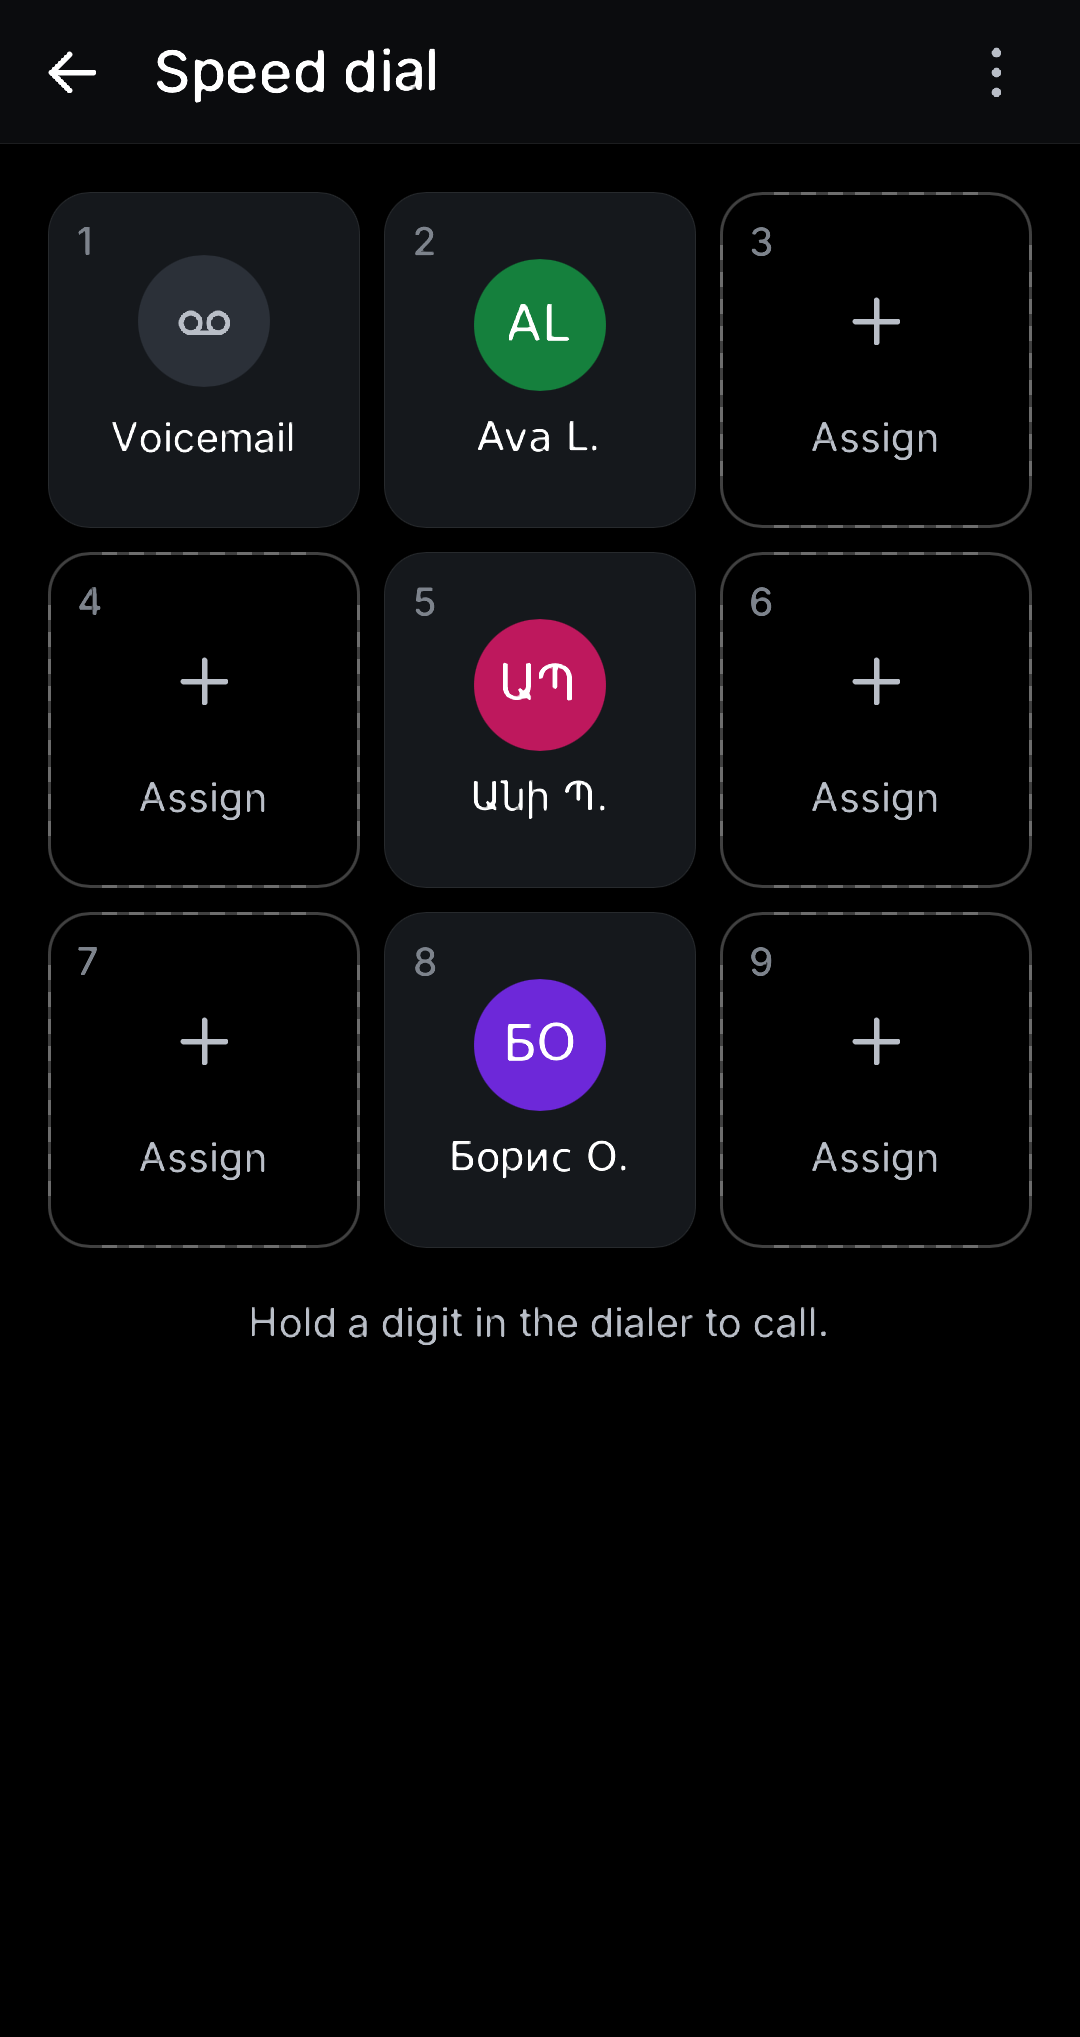 Speed dial
1
Voicemail
2
AL
Ava L.
3
Assign
4
Assign
5
ԱՊ
Անի Պ.
6
Assign
7
Assign
8
БО
Борис О.
9
Assign
Hold a digit in the dialer to call.